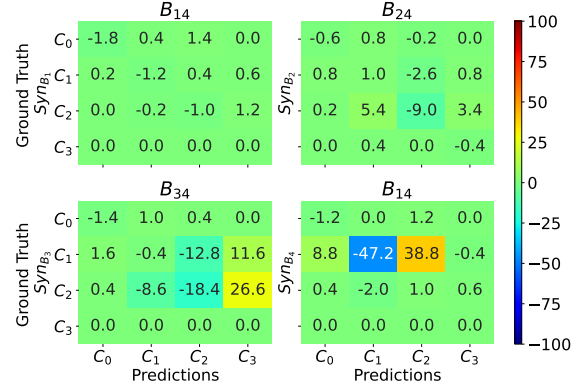 B14 B24
C0 -1.8 0.4 1.4 0.0 -0.6 0.8 -0.2 0.0
C1 0.2 -1.2 0.4 0.6 0.8 1.0 -2.6 0.8
C2 0.0 -0.2 -1.0 1.2 0.2 5.4 -9.0 3.4
C3 0.0 0.0 0.0 0.0 0.0 0.4 0.0 -0.4
Ground Truth
SynB1
SynB2
B34 B14
C0 -1.4 1.0 0.4 0.0 -1.2 0.0 1.2 0.0
C1 1.6 -0.4 -12.8 11.6 8.8 -47.2 38.8 -0.4
C2 0.4 -8.6 -18.4 26.6 0.4 -2.0 1.0 0.6
C3 0.0 0.0 0.0 0.0 0.0 0.0 0.0 0.0
Ground Truth
SynB3
SynB4
C0 C1 C2 C3 C0 C1 C2 C3
Predictions Predictions
100
75
50
25
0
−25
−50
−75
−100